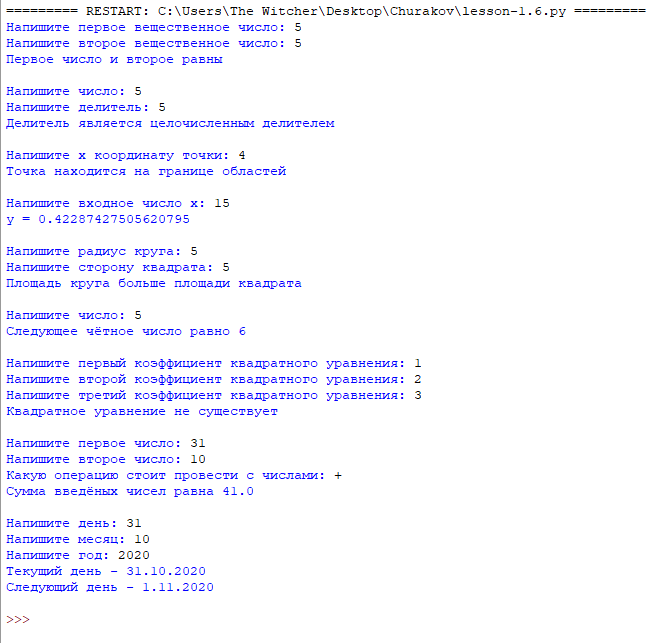 ========= RESTART: C:\Users\The Witcher\Desktop\Churakov\lesson-1.6.py =========
Напишите первое вещественное число: 5
Напишите второе вещественное число: 5
Первое число и второе равны
Напишите число: 5
Напишите делитель: 5
Делитель является целочисленным делителем
Напишите x координату точки: 4
Точка находится на границе областей
Напишите входное число x: 15
y = 0.42287427505620795
Напишите радиус круга: 5
Напишите сторону квадрата: 5
Площадь круга больше площади квадрата
Напишите число: 5
Следующее чётное число равно 6
Напишите первый коэффициент квадратного уравнения: 1
Напишите второй коэффициент квадратного уравнения: 2
Напишите третий коэффициент квадратного уравнения: 3
Квадратное уравнение не существует
Напишите первое число: 31
Напишите второе число: 10
Какую операцию стоит провести с числами: +
Сумма введёных чисел равна 41.0
Напишите день: 31
Напишите месяц: 10
Напишите год: 2020
Текущий день - 31.10.2020
Следующий день - 1.11.2020
>>>